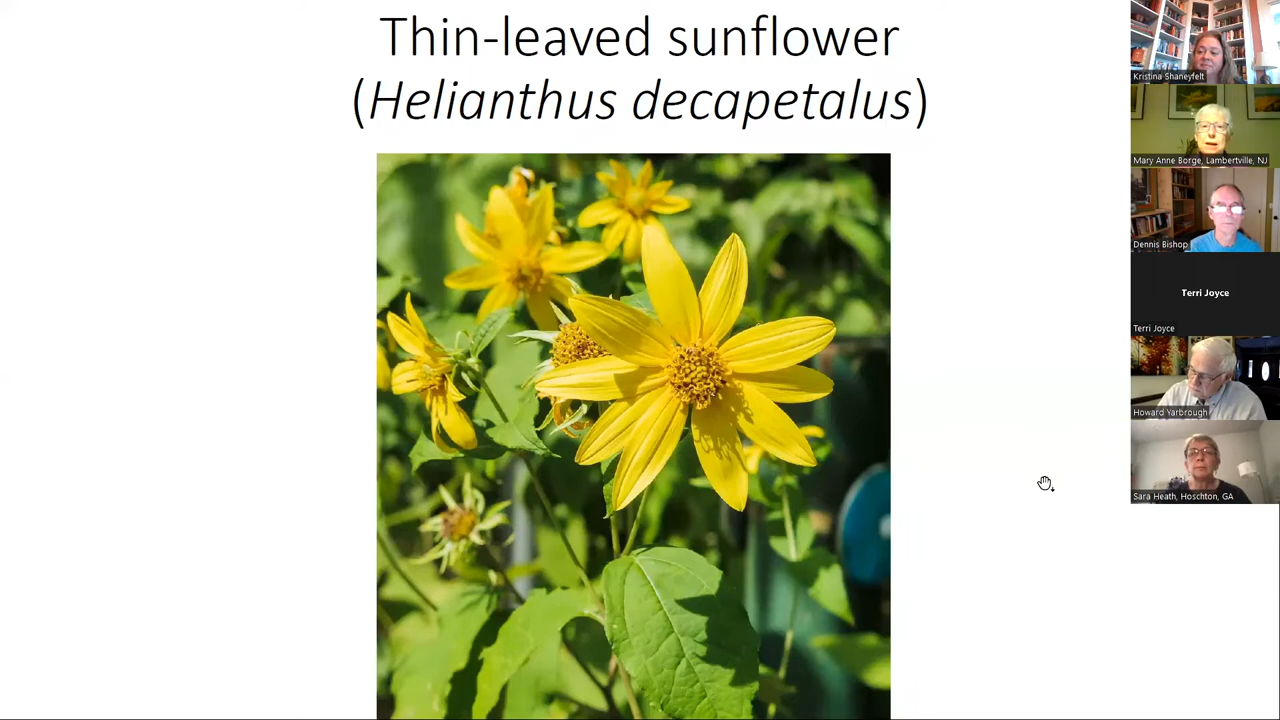 Thin-leaved sunflower
(Helianthus decapetalus)
Kristina Shaneyfelt
Mary Anne Borge, Lambertville, NJ
Dennis Bishop
Terri Joyce
Terri Joyce
Howard Yarbrough
Sara Heath, Hoschton, GA